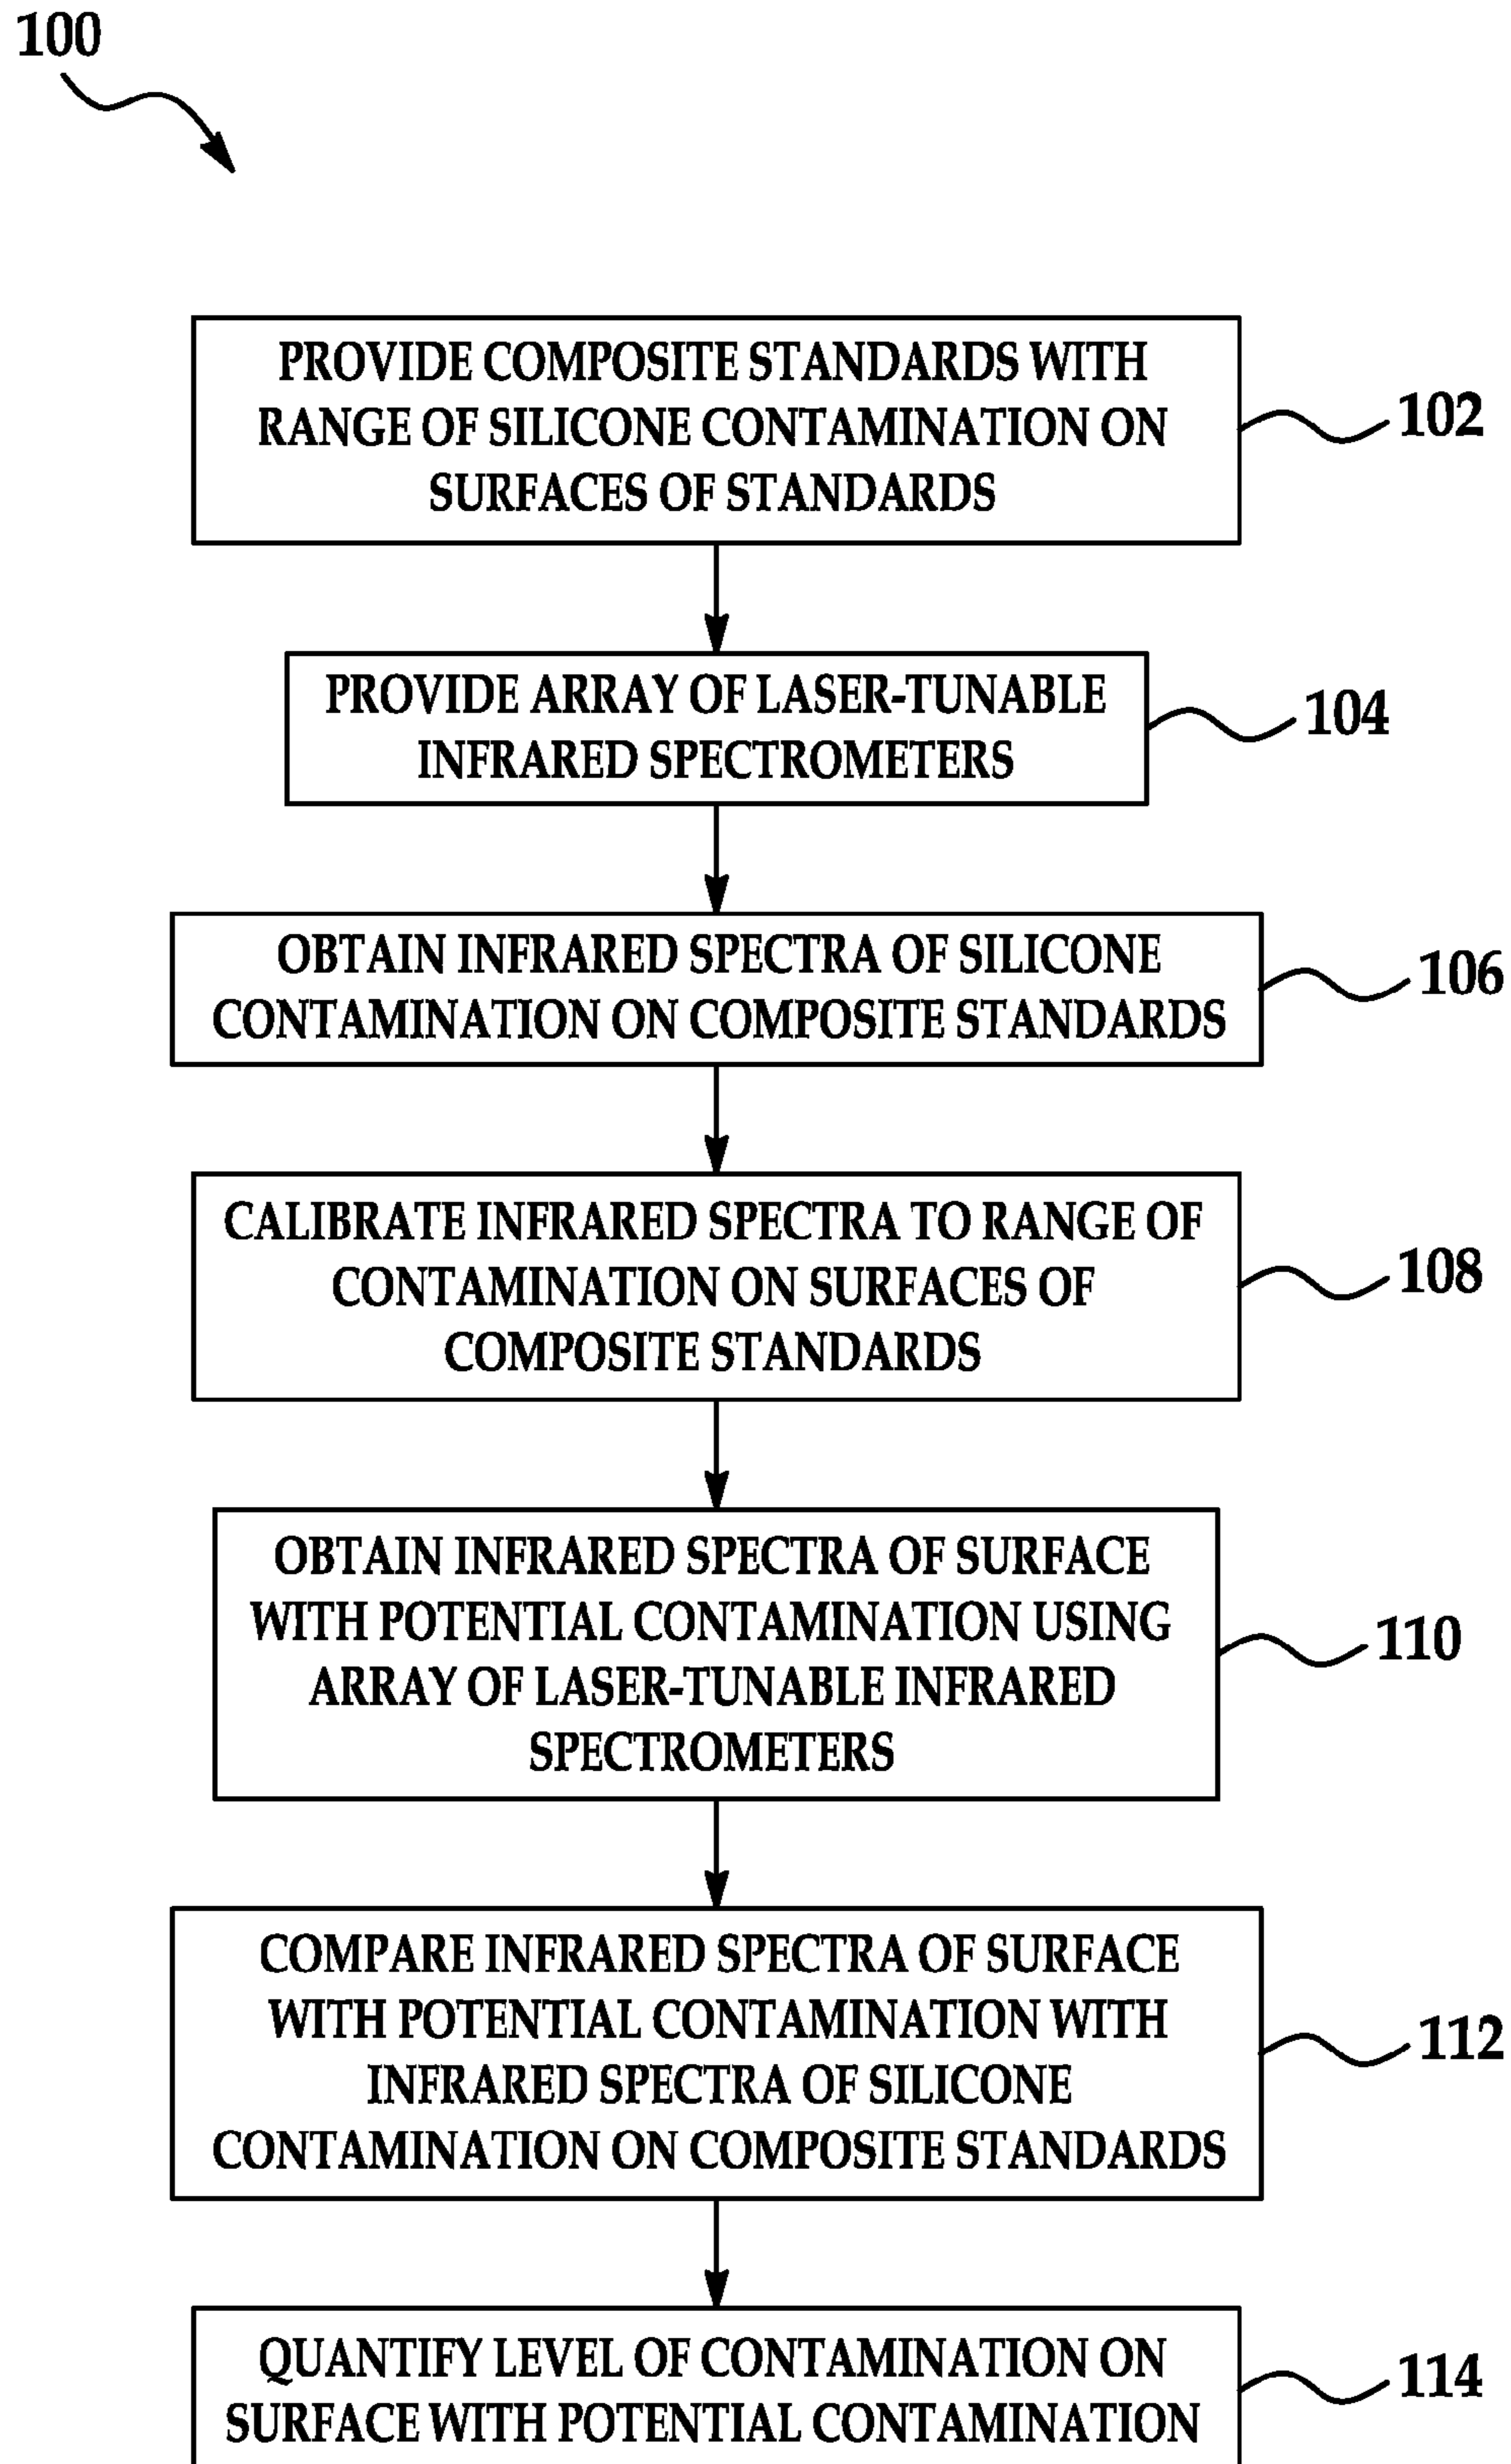 100
PROVIDE COMPOSITE STANDARDS WITH
RANGE OF SILICONE CONTAMINATION ON
SURFACES OF STANDARDS
102
PROVIDE ARRAY OF LASER-TUNABLE
INFRARED SPECTROMETERS
104
OBTAIN INFRARED SPECTRA OF SILICONE
CONTAMINATION ON COMPOSITE STANDARDS
106
CALIBRATE INFRARED SPECTRA TO RANGE OF
CONTAMINATION ON SURFACES OF
COMPOSITE STANDARDS
108
OBTAIN INFRARED SPECTRA OF SURFACE
WITH POTENTIAL CONTAMINATION USING
ARRAY OF LASER-TUNABLE INFRARED
SPECTROMETERS
110
COMPARE INFRARED SPECTRA OF SURFACE
WITH POTENTIAL CONTAMINATION WITH
INFRARED SPECTRA OF SILICONE
CONTAMINATION ON COMPOSITE STANDARDS
112
QUANTIFY LEVEL OF CONTAMINATION ON
SURFACE WITH POTENTIAL CONTAMINATION
114